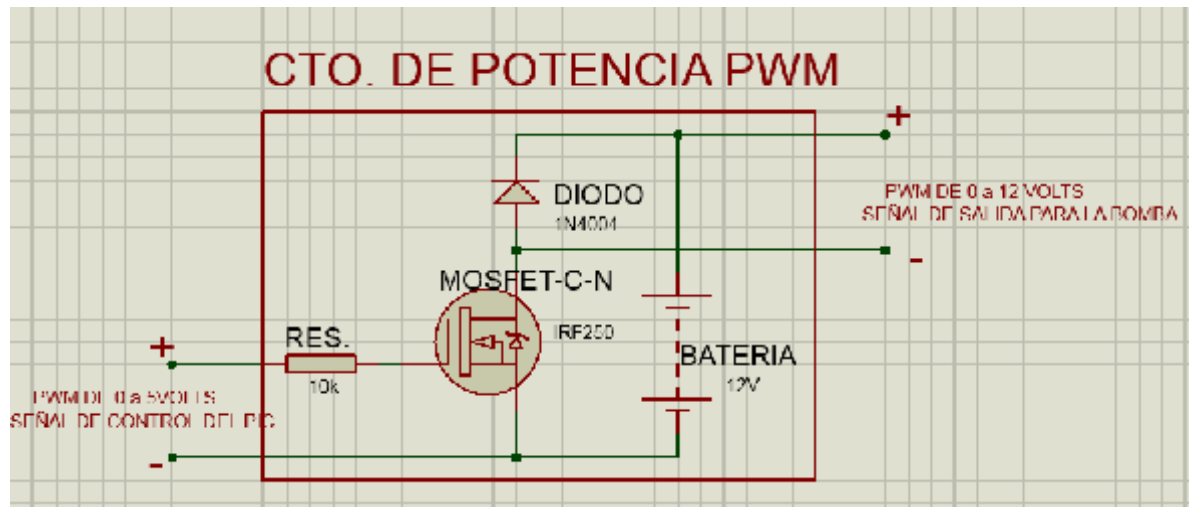 CTO. DE POTENCIA PWM
+
DIODO
1N4004
PWM DE 0 a 12 VOLTS
SEÑAL DE SALIDA PARA LA BOMBA
-
MOSFET-C-N
IRF250
RES.
10k
+
BATERIA
12V
PWM DE 0 a 5VOLTS
SEÑAL DE CONTROL DEL PIC
-